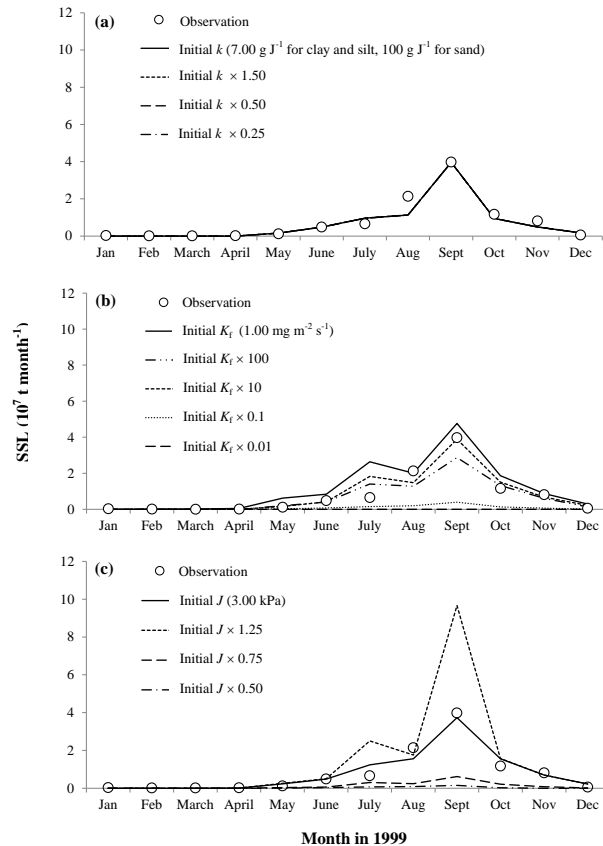 (a)
12
10
8
6
4
2
0
Observation
Initial k (7.00 g J⁻¹ for clay and silt, 100 g J⁻¹ for sand)
Initial k × 1.50
Initial k × 0.50
Initial k × 0.25
Jan Feb March April May June July Aug Sept Oct Nov Dec
SSL (10⁷ t month⁻¹)
(b)
12
10
8
6
4
2
0
Observation
Initial Kf (1.00 mg m⁻² s⁻¹)
Initial Kf × 100
Initial Kf × 10
Initial Kf × 0.1
Initial Kf × 0.01
Jan Feb March April May June July Aug Sept Oct Nov Dec
(c)
12
10
8
6
4
2
0
Observation
Initial J (3.00 kPa)
Initial J × 1.25
Initial J × 0.75
Initial J × 0.50
Jan Feb March April May June July Aug Sept Oct Nov Dec
Month in 1999